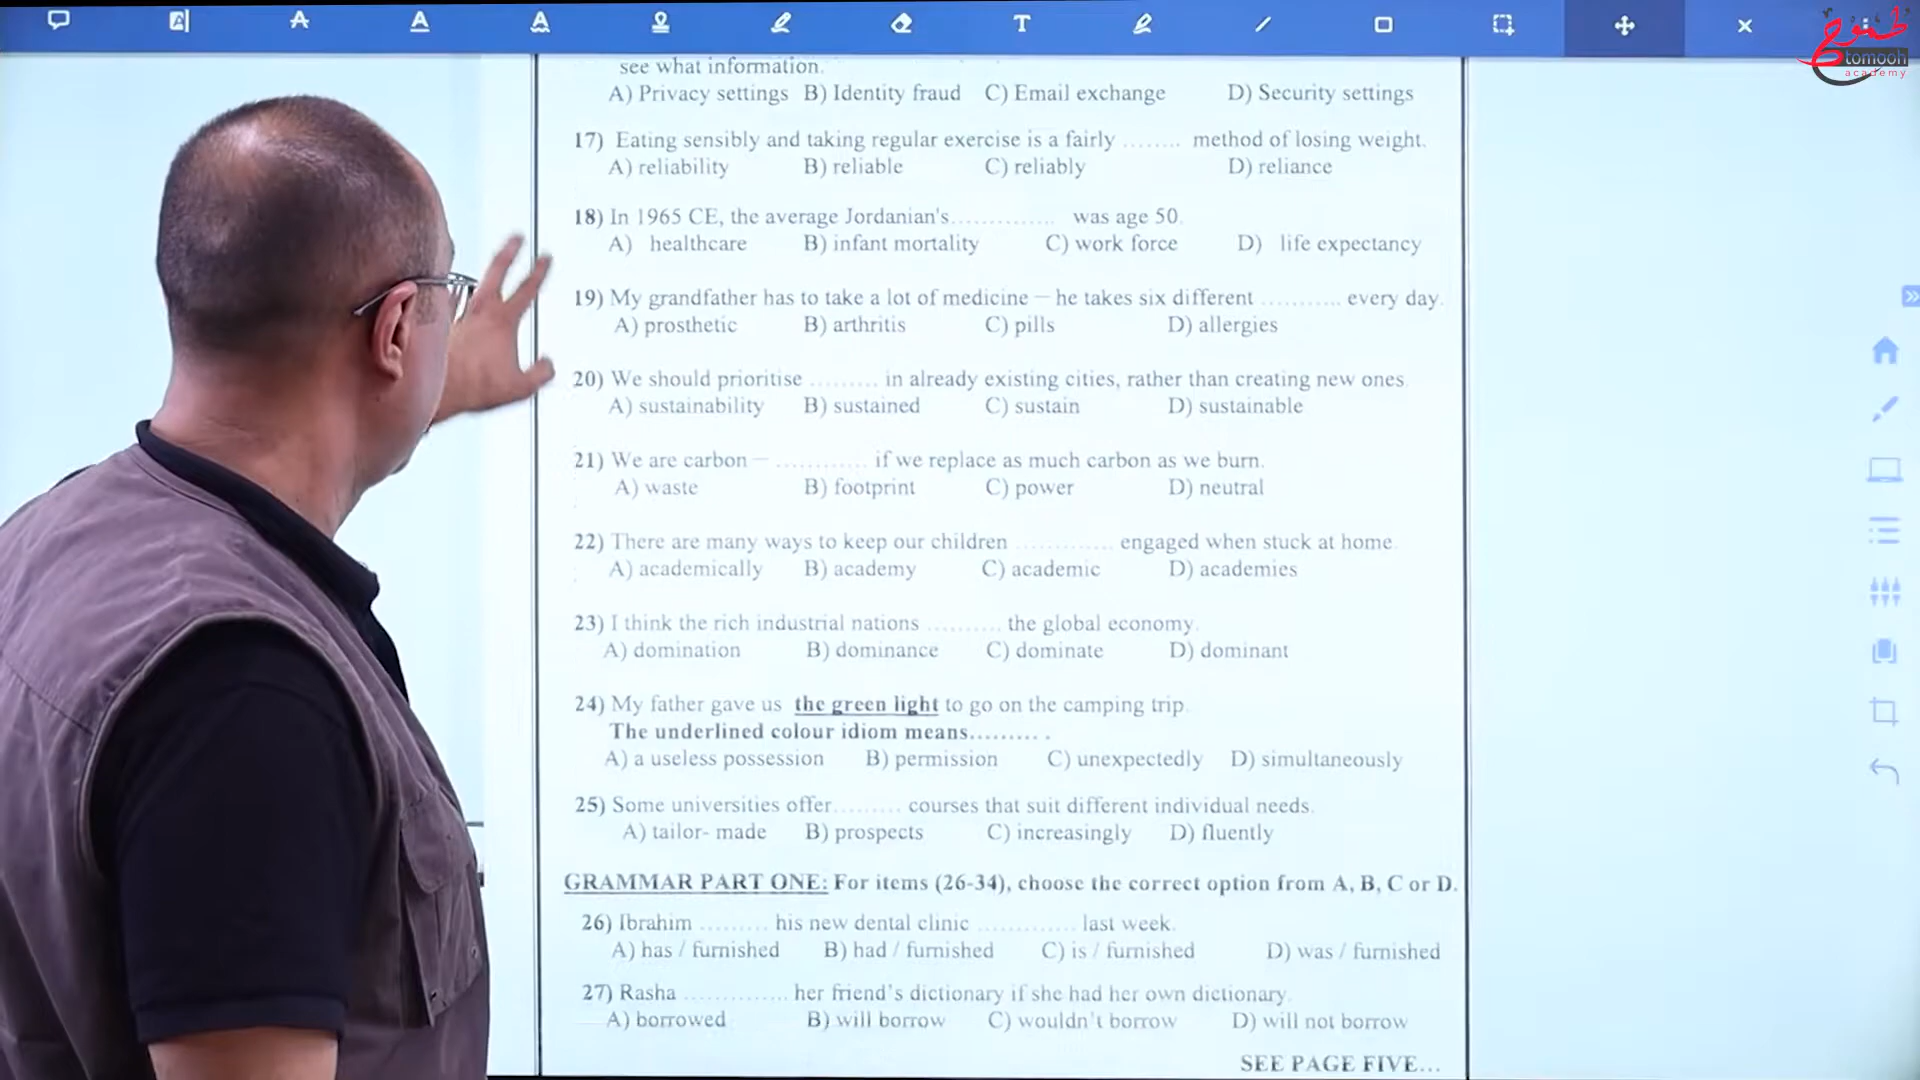 طموح
tomooh
academy
see what information.
A) Privacy settings B) Identity fraud C) Email exchange D) Security settings
17) Eating sensibly and taking regular exercise is a fairly ........ method of losing weight.
A) reliability B) reliable C) reliably D) reliance
18) In 1965 CE, the average Jordanian's.............. was age 50.
A) healthcare B) infant mortality C) work force D) life expectancy
19) My grandfather has to take a lot of medicine – he takes six different ........... every day.
A) prosthetic B) arthritis C) pills D) allergies
20) We should prioritise ......... in already existing cities, rather than creating new ones.
A) sustainability B) sustained C) sustain D) sustainable
21) We are carbon – ............ if we replace as much carbon as we burn.
A) waste B) footprint C) power D) neutral
22) There are many ways to keep our children ............. engaged when stuck at home.
A) academically B) academy C) academic D) academies
23) I think the rich industrial nations .......... the global economy.
A) domination B) dominance C) dominate D) dominant
24) My father gave us the green light to go on the camping trip.
The underlined colour idiom means......... .
A) a useless possession B) permission C) unexpectedly D) simultaneously
25) Some universities offer......... courses that suit different individual needs.
A) tailor- made B) prospects C) increasingly D) fluently
GRAMMAR PART ONE: For items (26-34), choose the correct option from A, B, C or D.
26) Ibrahim ......... his new dental clinic ............. last week.
A) has / furnished B) had / furnished C) is / furnished D) was / furnished
27) Rasha .............. her friend's dictionary if she had her own dictionary.
A) borrowed B) will borrow C) wouldn't borrow D) will not borrow
SEE PAGE FIVE...